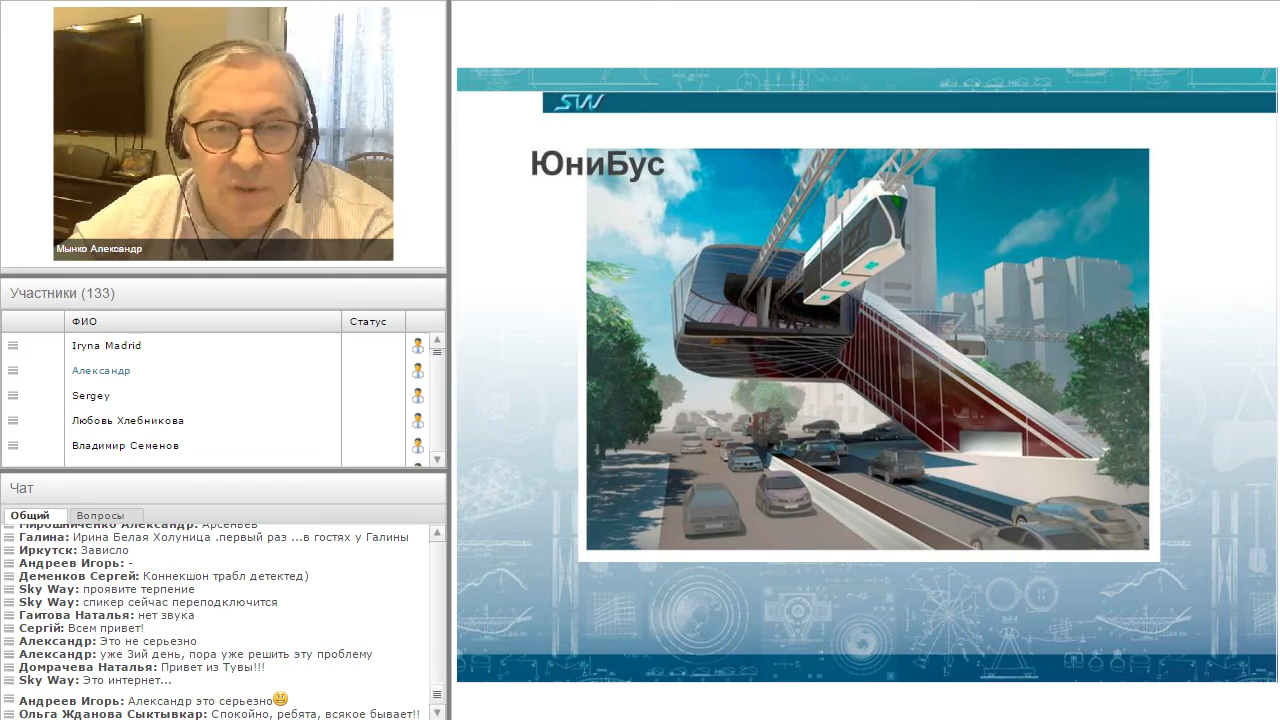 Мынко Александр
Участники (133)
ФИО
Статус
Iryna Madrid
Александр
Sergey
Любовь Хлебникова
Владимир Семенов
Чат
Общий
Вопросы
Мирошниченко Александр: Арсеньев
Галина: Ирина Белая Холуница .первый раз ...в гостях у Галины
Иркутск: Зависло
Андреев Игорь: -
Деменков Сергей: Коннекшон трабл детектед)
Sky Way: проявите терпение
Sky Way: спикер сейчас переподключится
Гаитова Наталья: нет звука
Сергій: Всем привет!
Александр: Это не серьезно
Александр: уже 3ий день, пора уже решить эту проблему
Домрачева Наталья: Привет из Тувы!!!
Sky Way: Это интернет...
Андреев Игорь: Александр это серьезно
Ольга Жданова Сыктывкар: Спокойно, ребята, всякое бывает!!
SW
ЮниБус